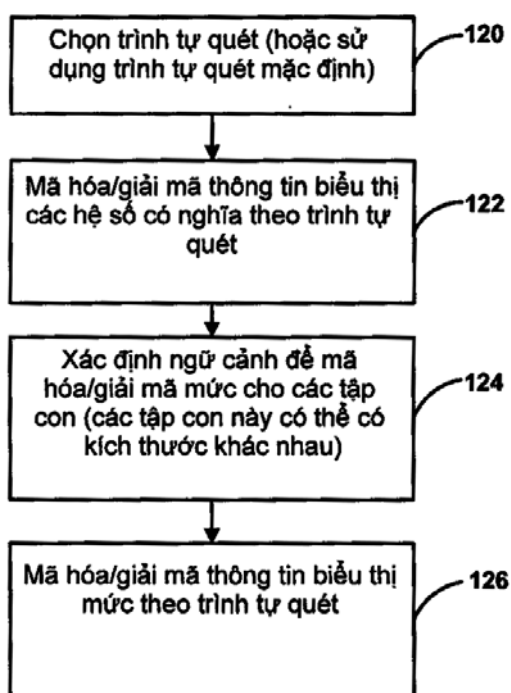 Chọn trình tự quét (hoặc sử
dụng trình tự quét mặc định)
120
Mã hóa/giải mã thông tin biểu thị
các hệ số có nghĩa theo trình tự
quét
122
Xác định ngữ cảnh để mã
hóa/giải mã mức cho các tập
con (các tập con này có thể có
kích thước khác nhau)
124
Mã hóa/giải mã thông tin biểu thị
mức theo trình tự quét
126